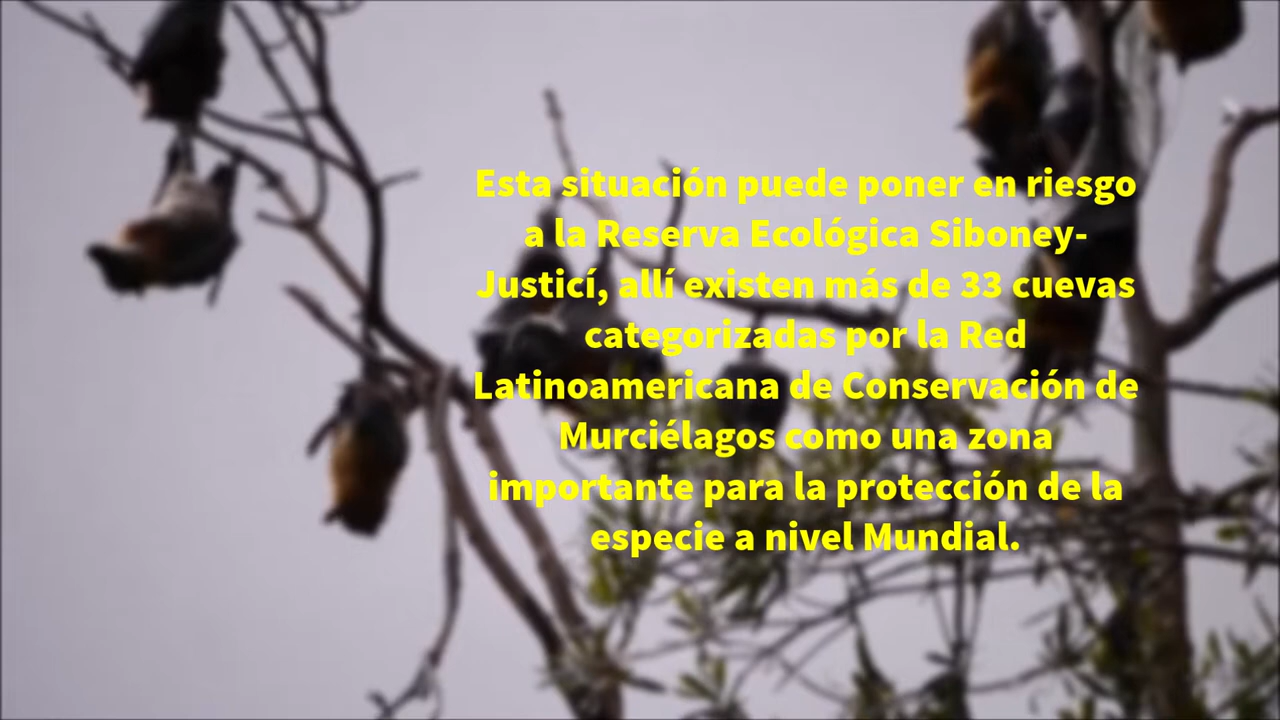 Esta situación puede poner en riesgo
a la Reserva Ecológica Siboney-
Justicí, allí existen más de 33 cuevas
categorizadas por la Red
Latinoamericana de Conservación de
Murciélagos como una zona
importante para la protección de la
especie a nivel Mundial.